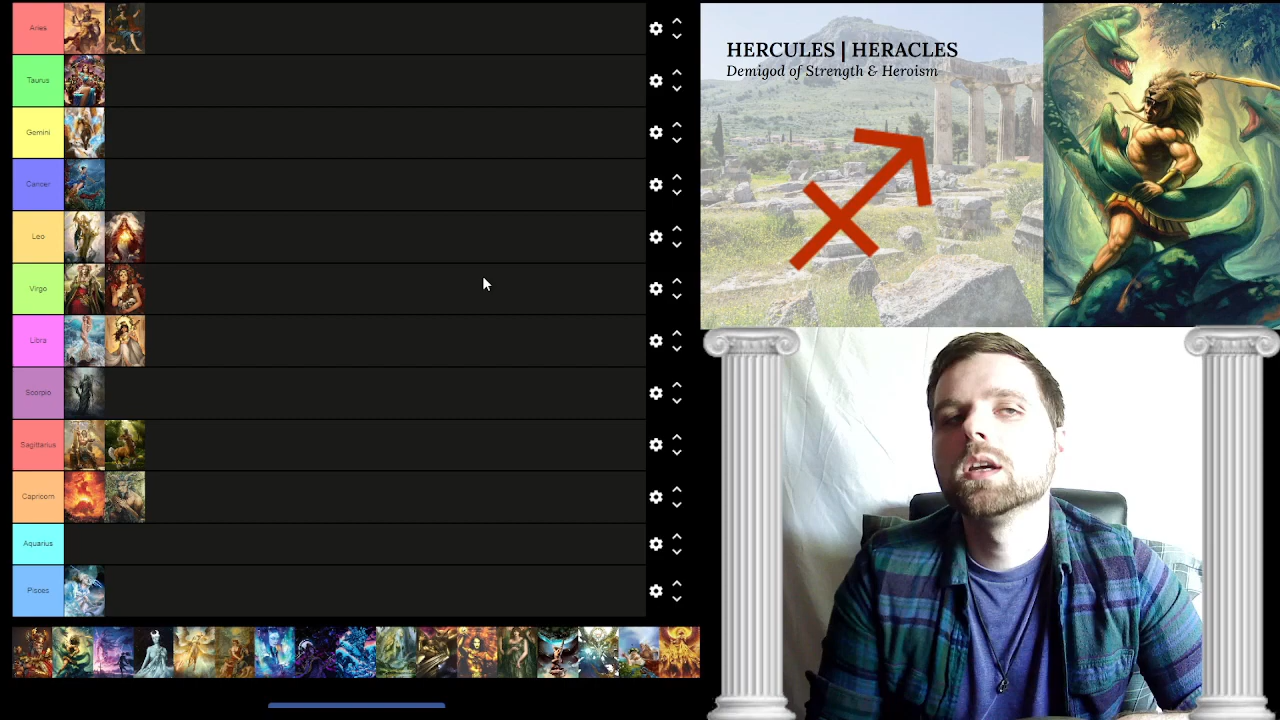 Aries
Taurus
Gemini
Cancer
Leo
Virgo
Libra
Scorpio
Sagittarius
Capricorn
Aquarius
Pisces
HERCULES | HERACLES
Demigod of Strength & Heroism